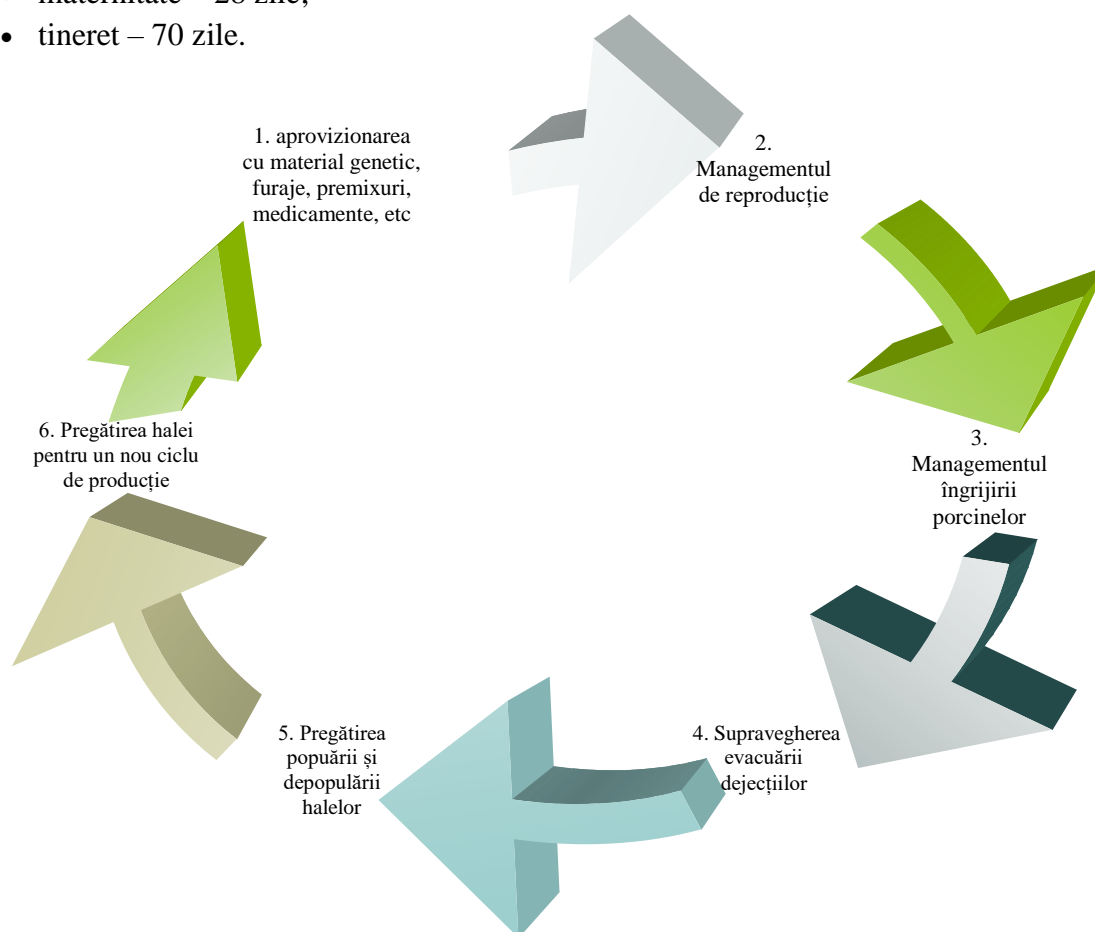 maternitate – 28 zile;
• tineret – 70 zile.
1. aprovizionarea
cu material genetic,
furaje, premixuri,
medicamente, etc
2.
Managementul
de reproducție
3.
Managementul
îngrijirii
porcinelor
4. Supravegherea
evacuării
dejecțiilor
5. Pregătirea
popuării și
depopulării
halelor
6. Pregătirea halei
pentru un nou ciclu
de producție